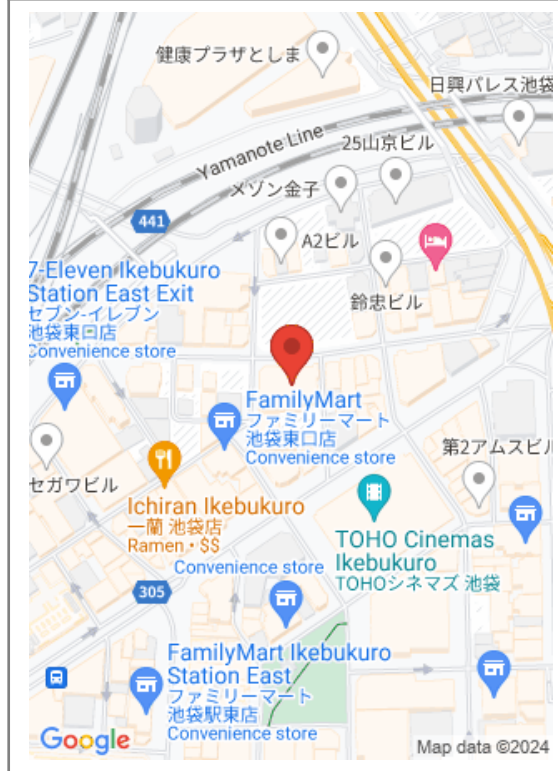 健康プラザとしま
日興パレス池袋
Yamanote Line
25山京ビル
メゾン金子
441
A2ビル
7-Eleven Ikebukuro
Station East Exit
セブン-イレブン
池袋東口店
Convenience store
鈴忠ビル
FamilyMart
ファミリーマート
池袋東口店
Convenience store
第2アムスビル
セガワビル
Ichiran Ikebukuro
一蘭 池袋店
Ramen・$$
TOHO Cinemas
Ikebukuro
TOHOシネマズ 池袋
Convenience store
305
FamilyMart Ikebukuro
Station East
ファミリーマート
池袋駅東店
Convenience store
Google
Map data ©2024